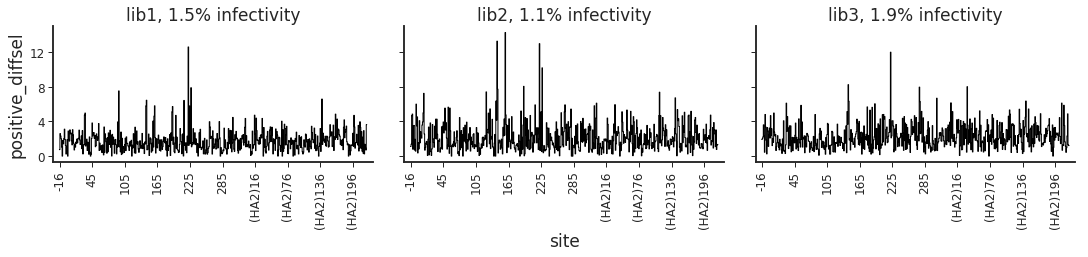 lib1, 1.5% infectivity
lib2, 1.1% infectivity
lib3, 1.9% infectivity
positive_diffsel
12
8
4
0
-16 45 105 165 225 285 (HA2)16 (HA2)76 (HA2)136 (HA2)196
-16 45 105 165 225 285 (HA2)16 (HA2)76 (HA2)136 (HA2)196
-16 45 105 165 225 285 (HA2)16 (HA2)76 (HA2)136 (HA2)196
site